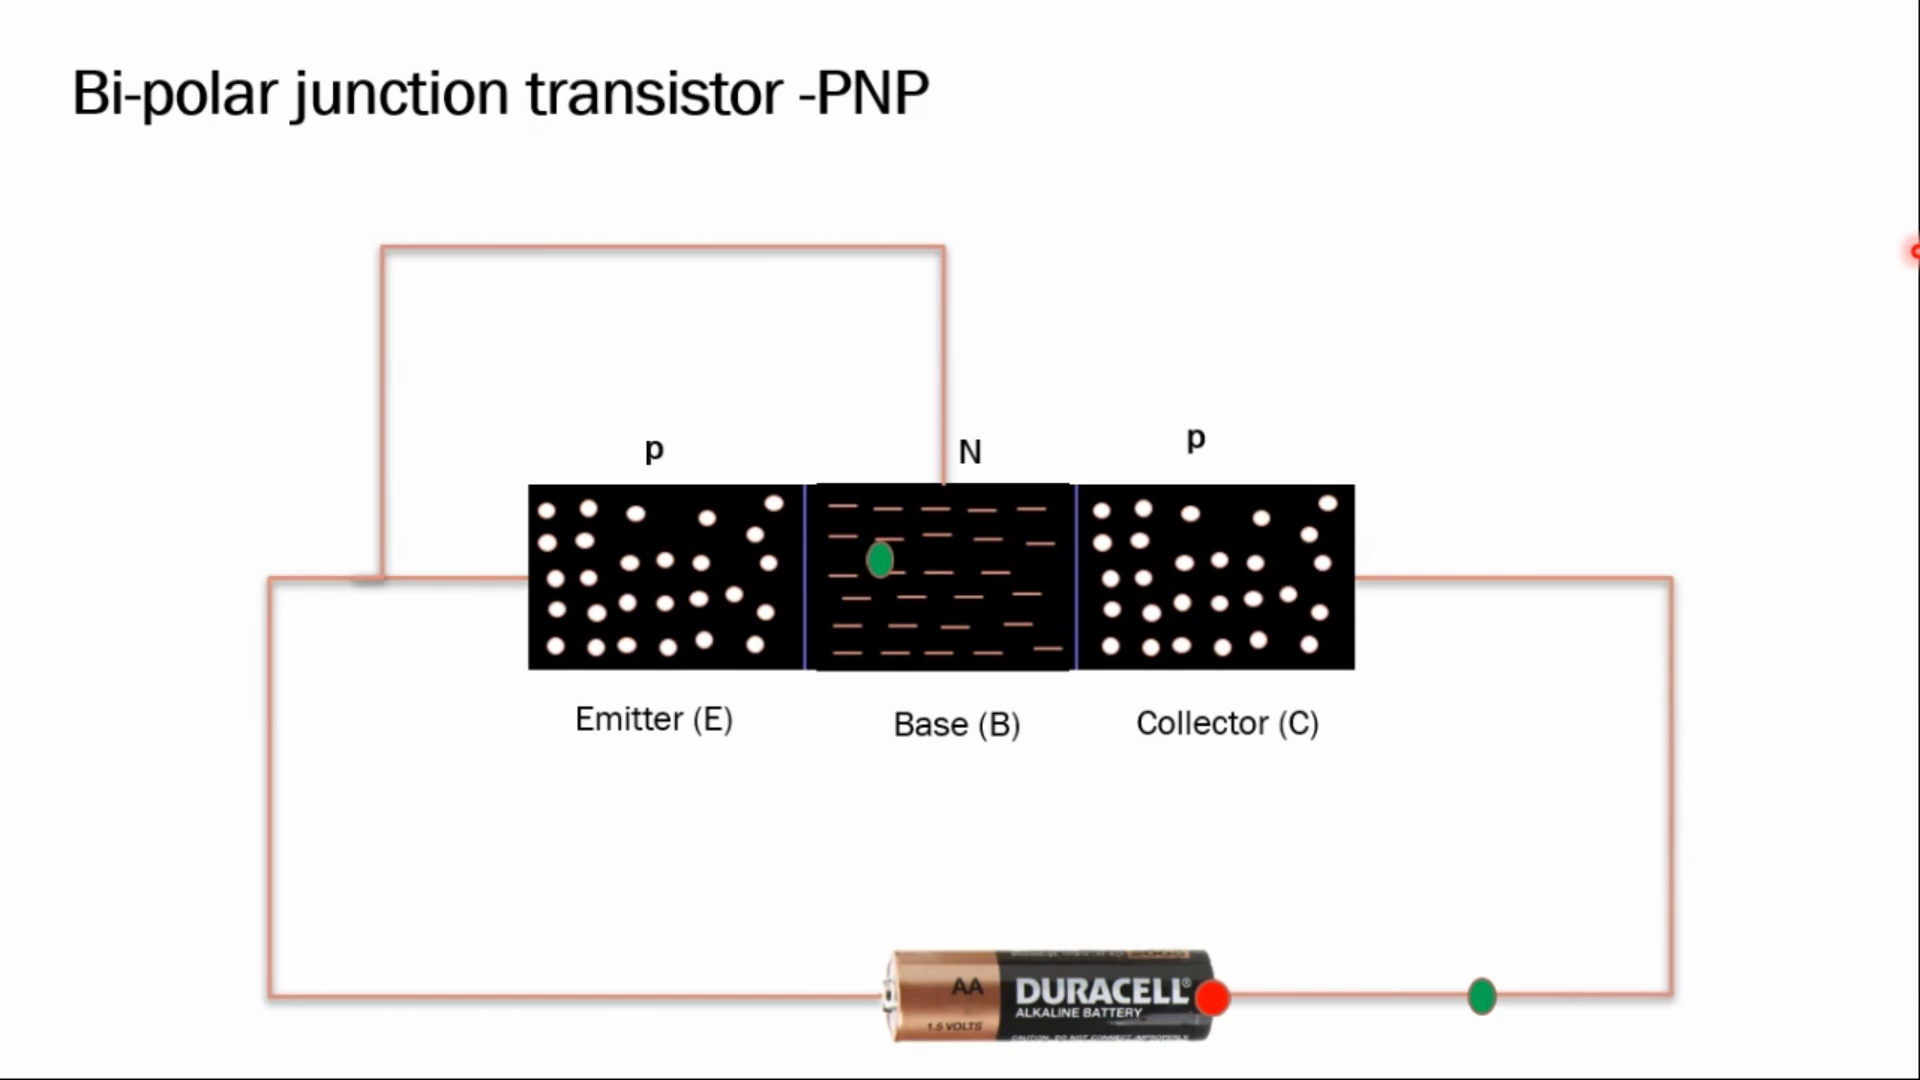 Bi-polar junction transistor -PNP
p
N
p
Emitter (E)
Base (B)
Collector (C)
AA
DURACELL®
ALKALINE BATTERY
1.5 VOLTS